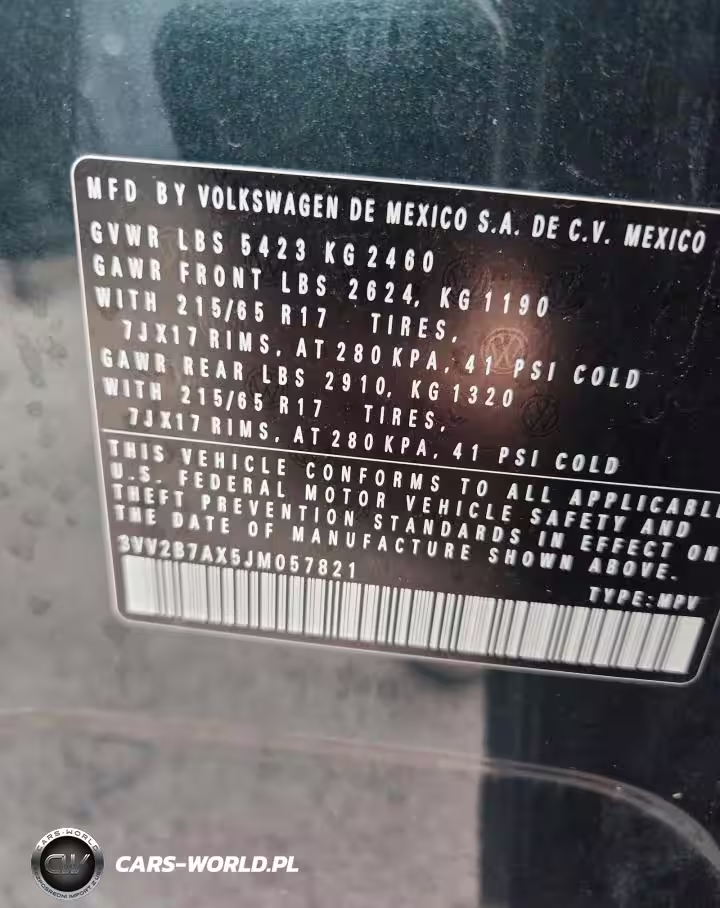 MFD BY VOLKSWAGEN DE MEXICO S.A. DE C.V. MEXICO
GVWR LBS 5423 KG 2460
GAWR FRONT LBS 2624, KG 1190
WITH 215/65 R17 TIRES,
7JX17 RIMS, AT 280 KPA, 41 PSI COLD
GAWR REAR LBS 2910, KG 1320
WITH 215/65 R17 TIRES,
7JX17 RIMS, AT 280 KPA, 41 PSI COLD
THIS VEHICLE CONFORMS TO ALL APPLICABLE
U.S. FEDERAL MOTOR VEHICLE SAFETY AND
THEFT PREVENTION STANDARDS IN EFFECT ON
THE DATE OF MANUFACTURE SHOWN ABOVE.
3VV2B7AX5JM057821
TYPE: MPV
CARS-WORLD
CW
CARS-WORLD.PL